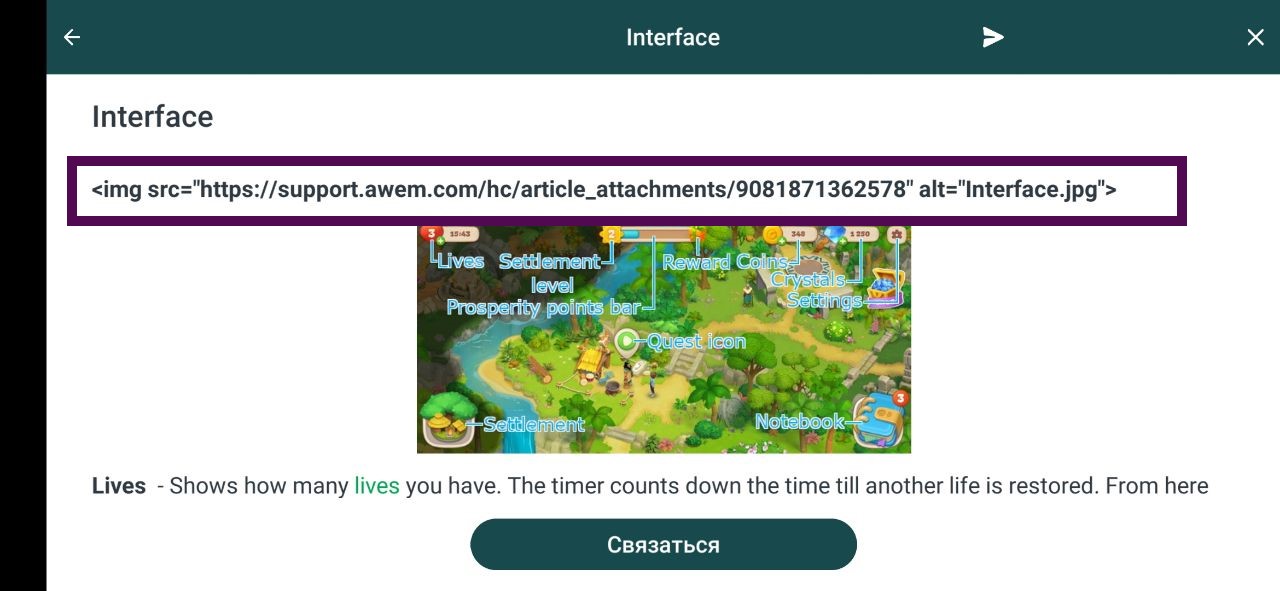 Interface
Interface
<img src="https://support.awem.com/hc/article_attachments/9081871362578" alt="Interface.jpg">
3 15:43 2 348 1 250
Lives Settlement level Reward Coins
Crystals
Prosperity points bar Settings
Quest icon
3
Settlement Notebook
Lives - Shows how many lives you have. The timer counts down the time till another life is restored. From here
Связаться